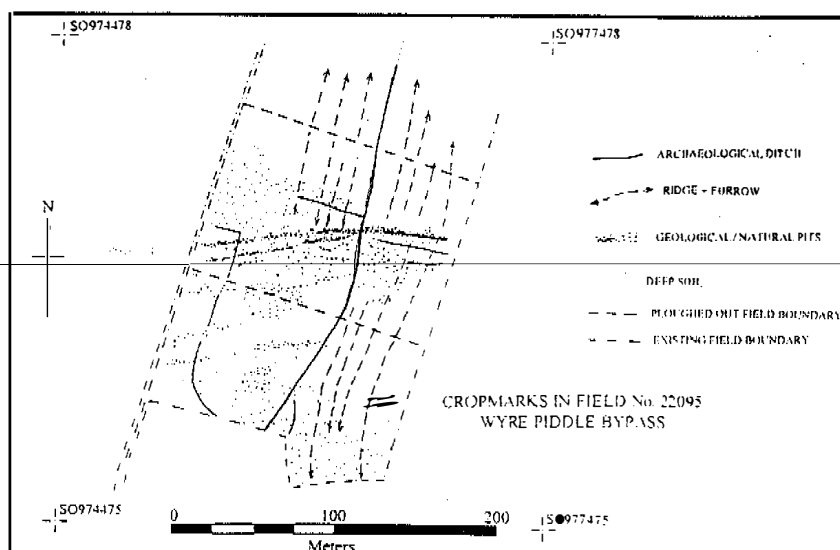 SO974478
SO977478
ARCHAEOLOGICAL DITCH
RIDGE + FURROW
N
GEOLOGICAL/NATURAL PITS
DEEP SOIL
PLOUGHED OUT FIELD BOUNDARY
EXISTING FIELD BOUNDARY
CROPMARKS IN FIELD No. 22095
WYRE PIDDLE BYPASS
SO974475
0 100 200
SO977475
Meters